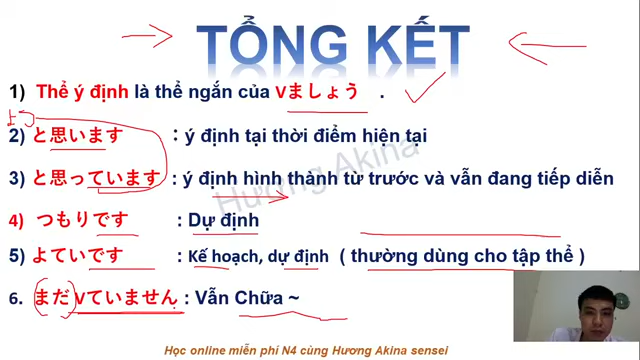 TỔNG KẾT
1) Thể ý định là thể ngắn của Vましょう .
よう
2) と思います : ý định tại thời điểm hiện tại
3) と思っています : ý định hình thành từ trước và vẫn đang tiếp diễn
4) つもりです : Dự định
5) よていです : Kế hoạch, dự định ( thường dùng cho tập thể )
6. まだ Vていません : Vẫn Chữa ~
Hương Akina
Học online miễn phí N4 cùng Hương Akina sensei